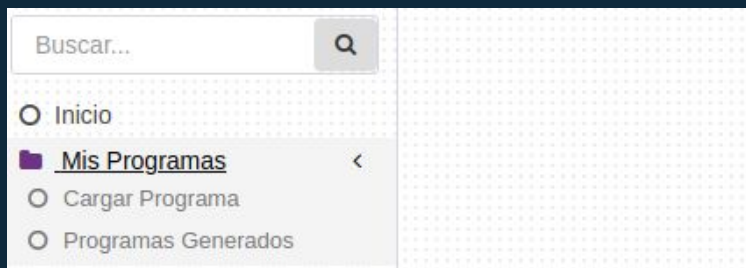 Buscar...
Inicio
Mis Programas
Cargar Programa
Programas Generados